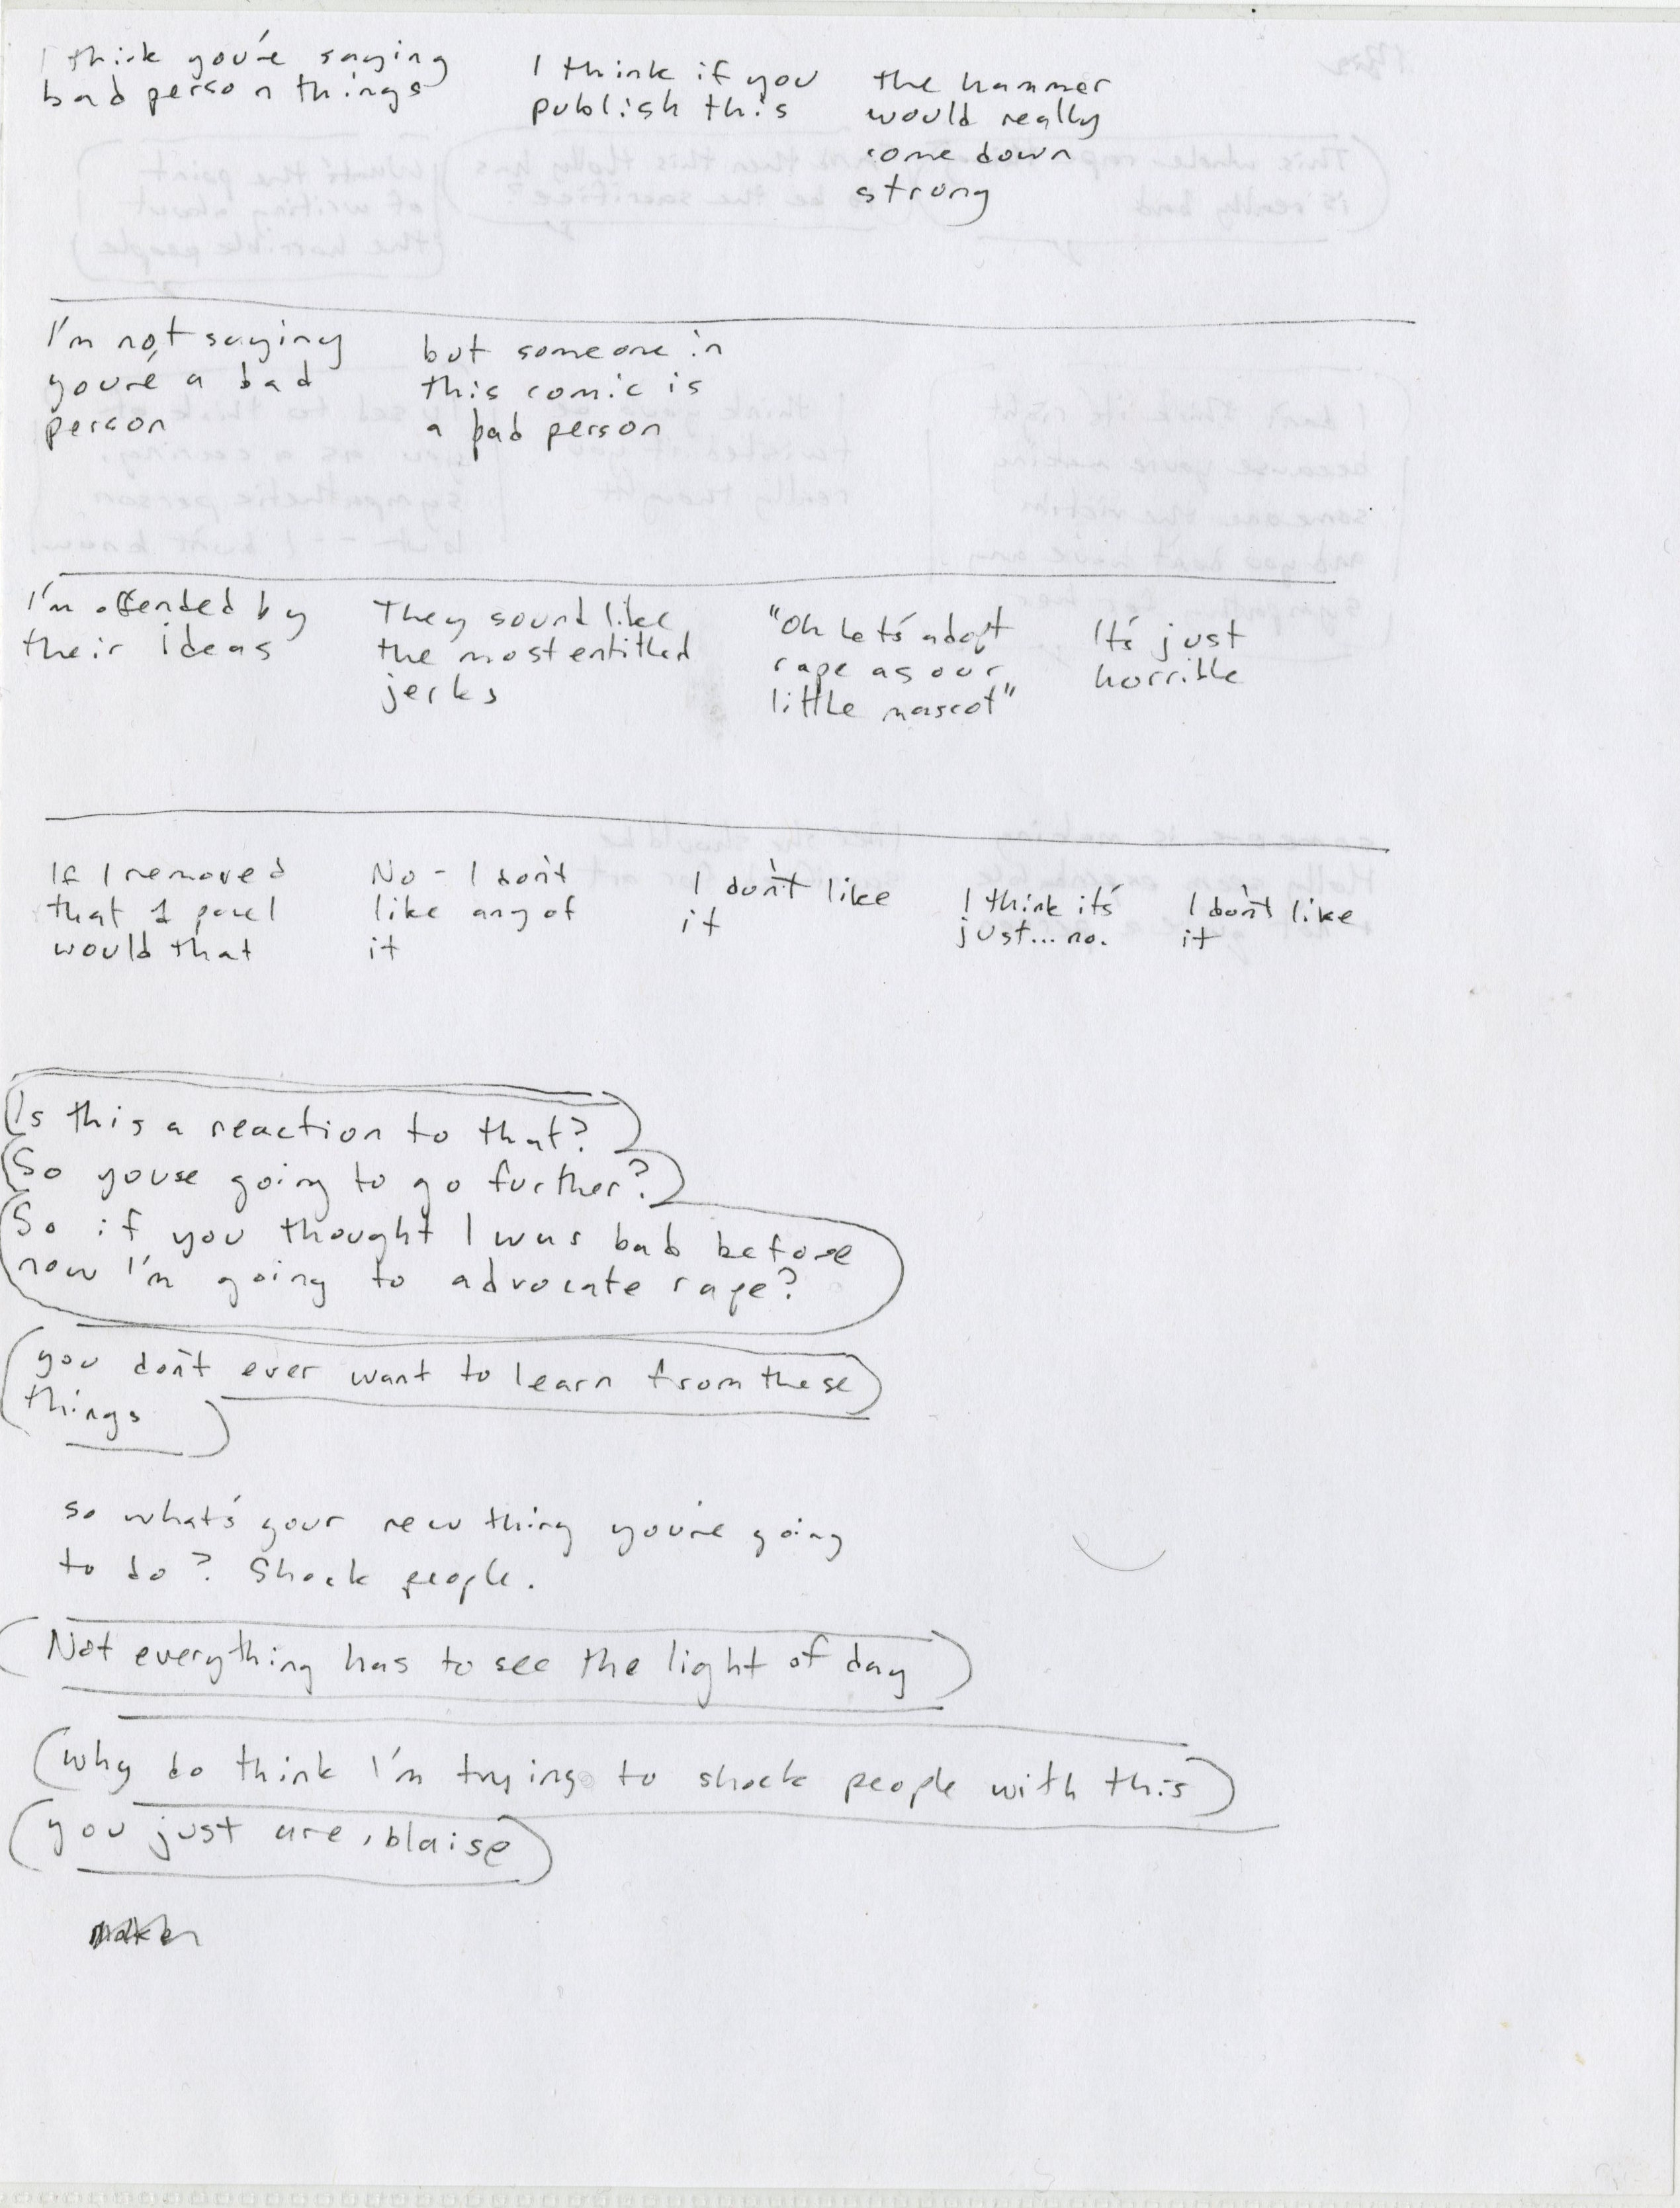 I think you're saying
bad person things
I think if you
publish this
the hammer
would really
come down
strong
I'm not saying
you're a bad
person
but someone in
this comic is
a bad person
I'm offended by
their ideas
They sound like
the most entitled
jerks
"Oh let's adopt
rape as our
little mascot"
It's just
horrible
If I removed
that 1 panel
would that
No - I don't
like any of
it
I don't like
it
I think it's
just... no.
I don't like
it
Is this a reaction to that?
So youse going to go further?
So if you thought I was bad before
now I'm going to advocate rape?
you don't ever want to learn from these
things
so what's your new thing you're going
to do? Shock people.
Not everything has to see the light of day
why do think I'm trying to shock people with this
you just are, blaise